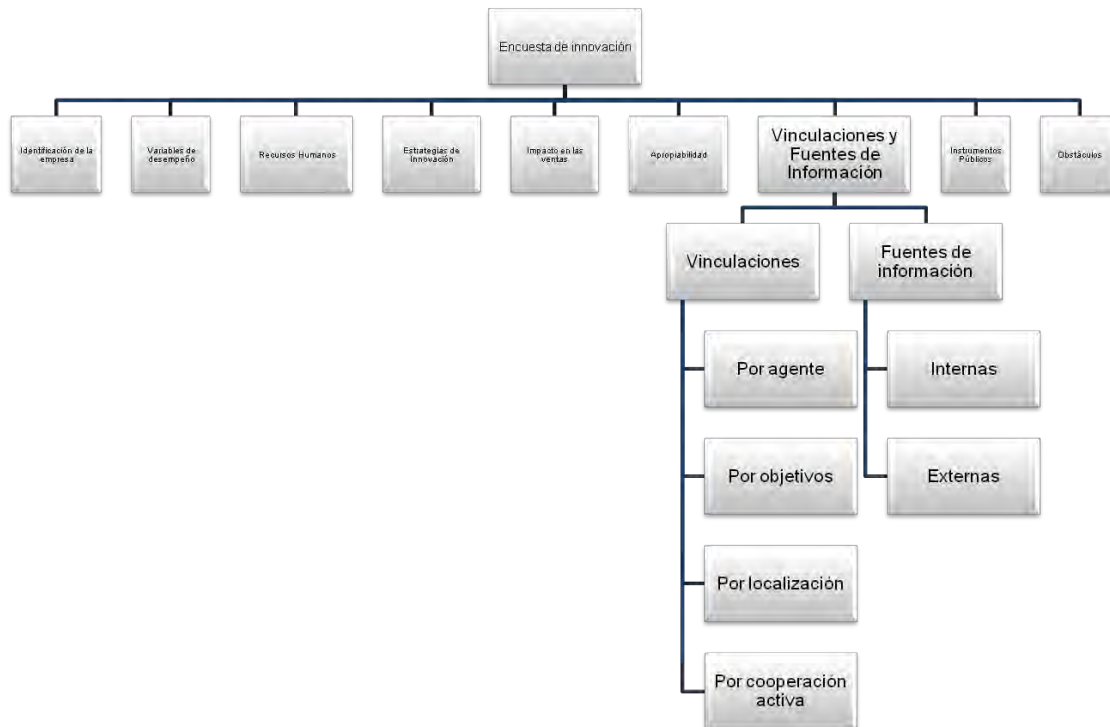 Encuesta de innovación
Identificación de la
empresa
Variables de
desempeño
Recursos Humanos
Estrategias de
Innovación
Impacto en las
ventas
Apropiabilidad
Vinculaciones y
Fuentes de
Información
Instrumentos
Públicos
Obstáculos
Vinculaciones
Fuentes de
información
Por agente
Internas
Por objetivos
Externas
Por localización
Por cooperación
activa